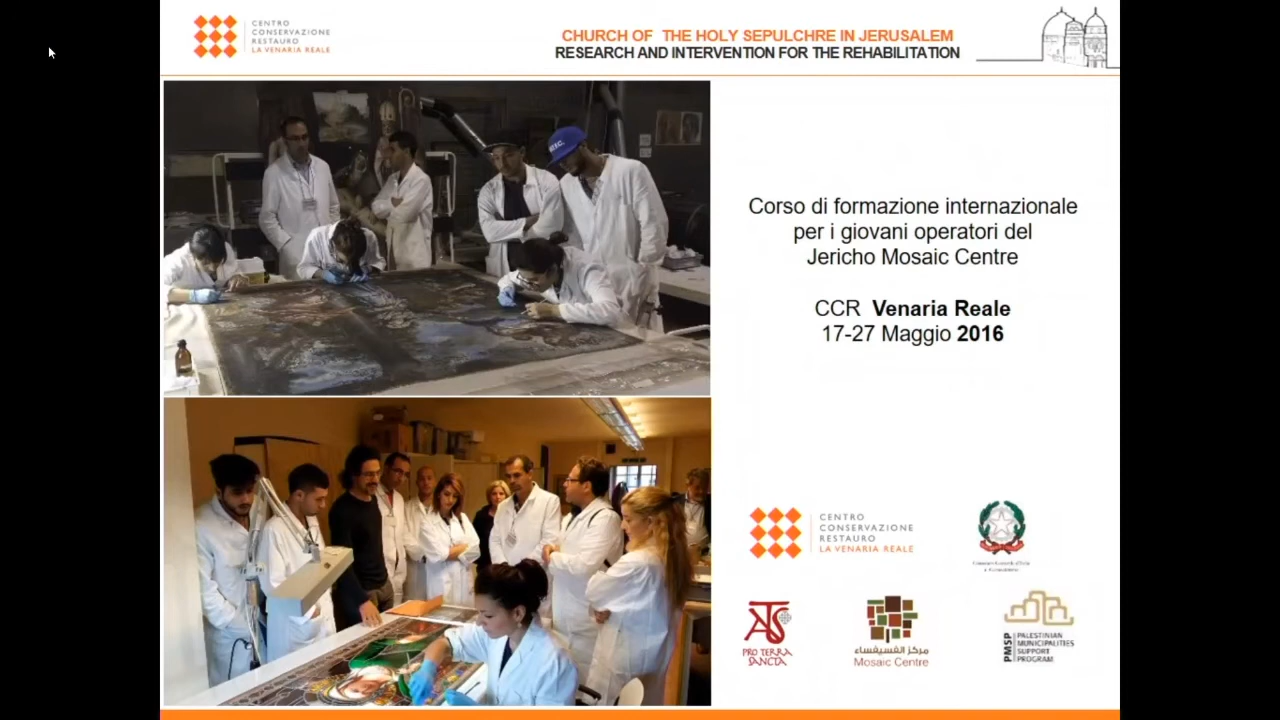 CENTRO
CONSERVAZIONE
RESTAURO
LA VENARIA REALE
CHURCH OF THE HOLY SEPULCHRE IN JERUSALEM
RESEARCH AND INTERVENTION FOR THE REHABILITATION
Corso di formazione internazionale
per i giovani operatori del
Jericho Mosaic Centre
CCR Venaria Reale
17-27 Maggio 2016
CENTRO
CONSERVAZIONE
RESTAURO
LA VENARIA REALE
ATS
PRO TERRA
SANCTA
مركز الفسيفساء
Mosaic Centre
PMSP
PALESTINIAN
MUNICIPALITIES
SUPPORT
PROGRAM